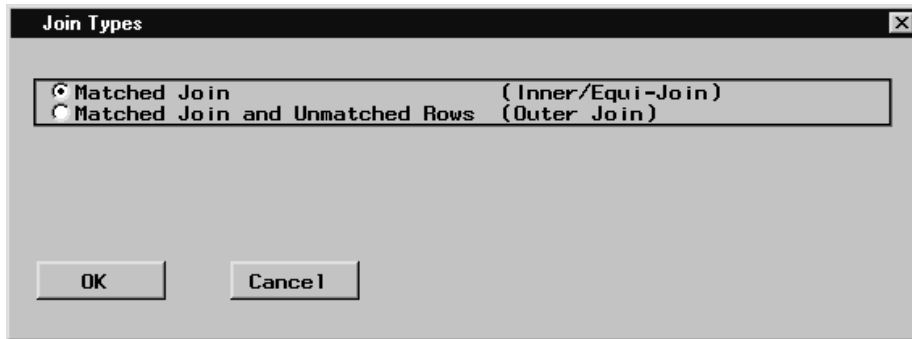 Join Types
Matched Join (Inner/Equi-Join)
Matched Join and Unmatched Rows (Outer Join)
OK Cancel